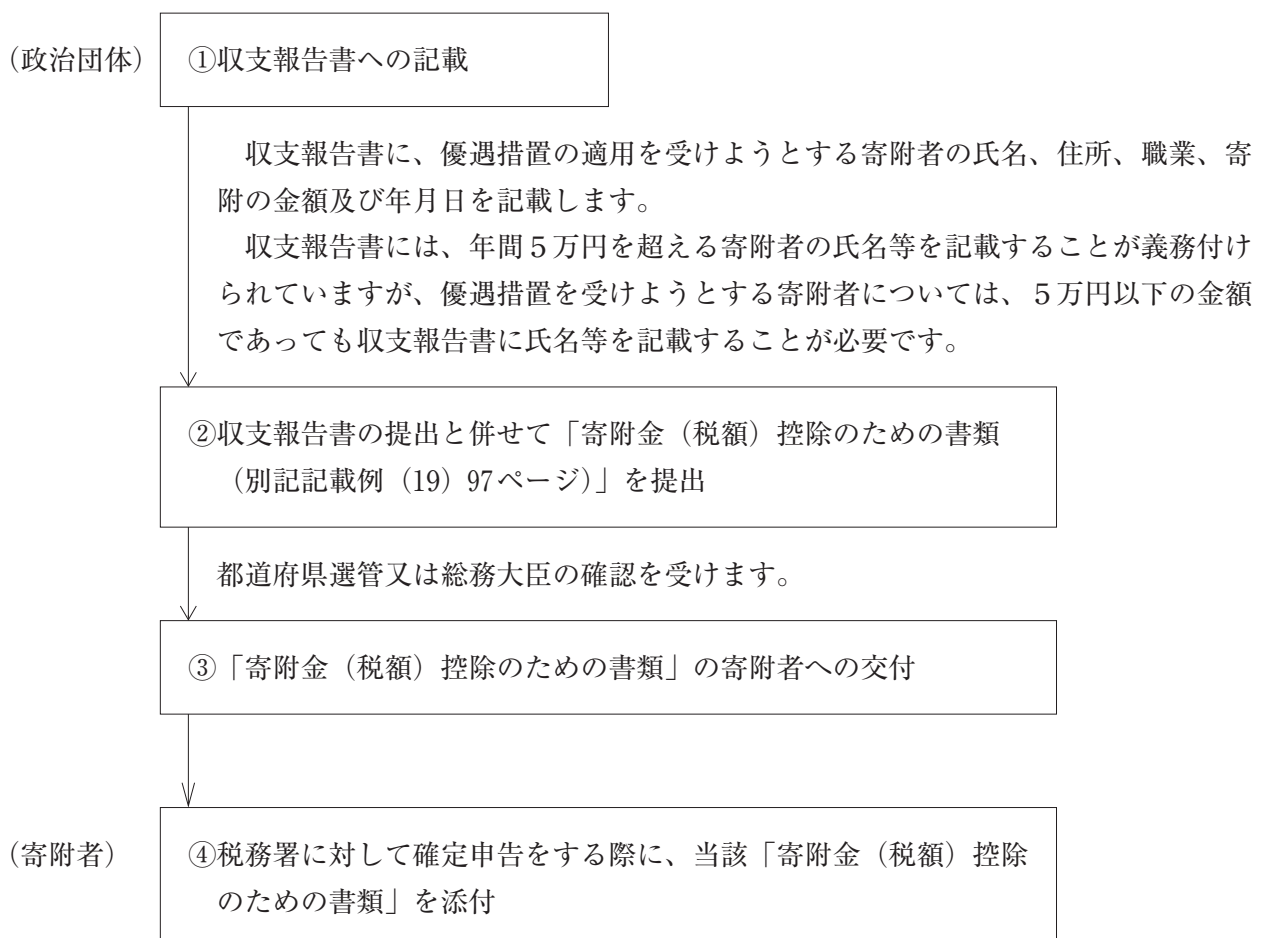 (政治団体) ①収支報告書への記載
収支報告書に、優遇措置の適用を受けようとする寄附者の氏名、住所、職業、寄
附の金額及び年月日を記載します。
収支報告書には、年間5万円を超える寄附者の氏名等を記載することが義務付け
られていますが、優遇措置を受けようとする寄附者については、5万円以下の金額
であっても収支報告書に氏名等を記載することが必要です。
②収支報告書の提出と併せて「寄附金(税額)控除のための書類
(別記記載例(19)97ページ)」を提出
都道府県選管又は総務大臣の確認を受けます。
③「寄附金(税額)控除のための書類」の寄附者への交付
(寄附者) ④税務署に対して確定申告をする際に、当該「寄附金(税額)控除
のための書類」を添付